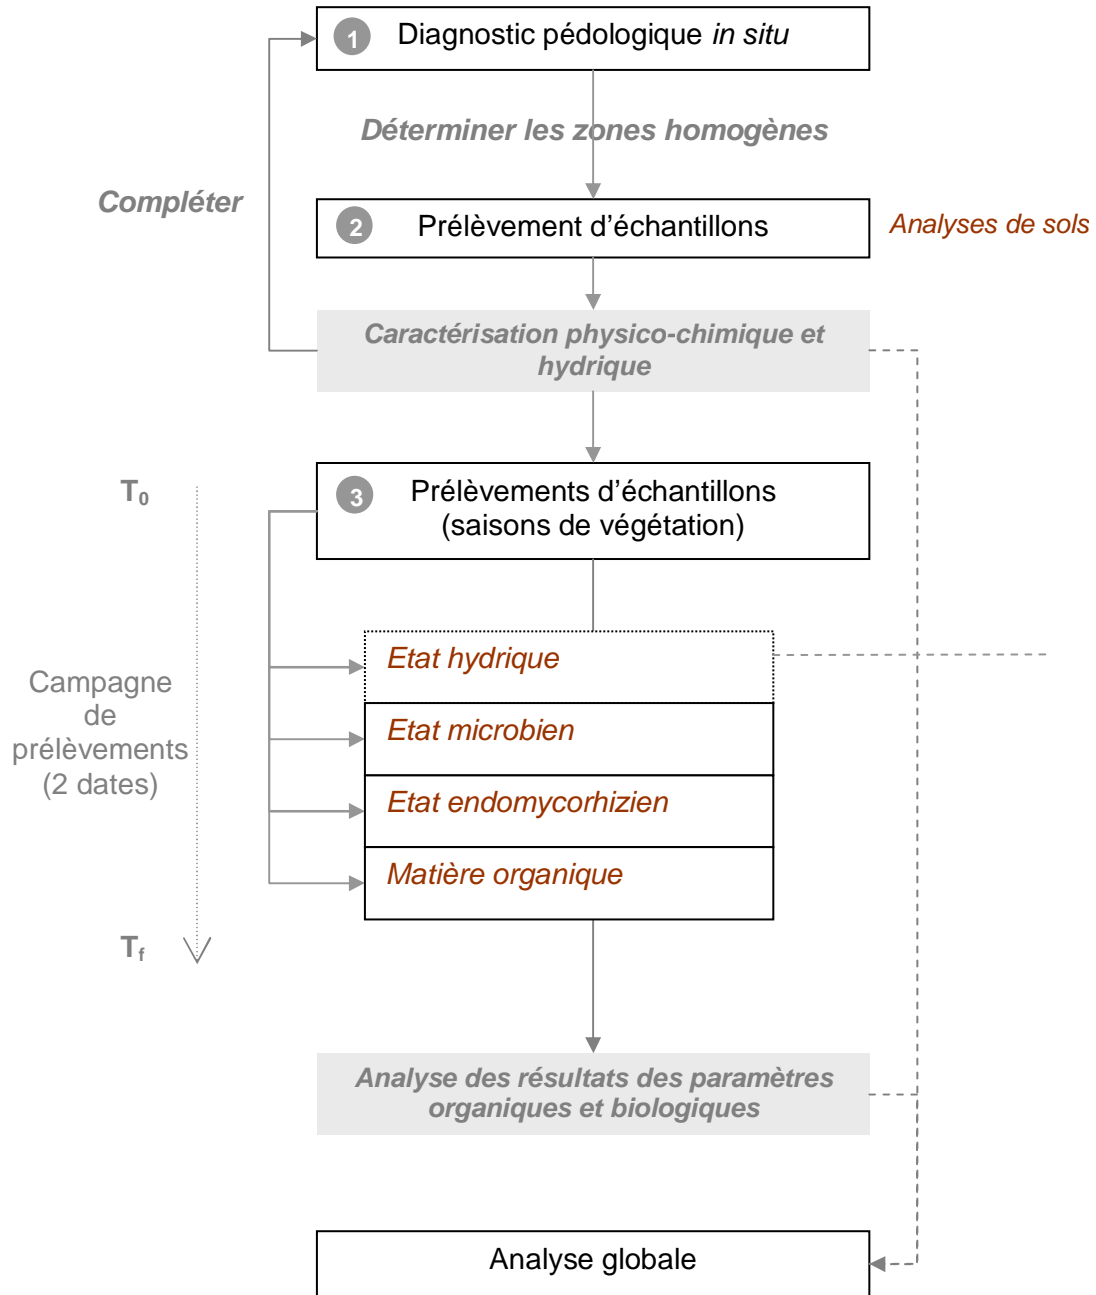 1 Diagnostic pédologique in situ
Déterminer les zones homogènes
Compléter
2 Prélèvement d’échantillons
Analyses de sols
Caractérisation physico-chimique et
hydrique
T0
3 Prélèvements d’échantillons
(saisons de végétation)
Etat hydrique
Etat microbien
Etat endomycorhizien
Matière organique
Campagne
de
prélèvements
(2 dates)
Tf
Analyse des résultats des paramètres
organiques et biologiques
Analyse globale